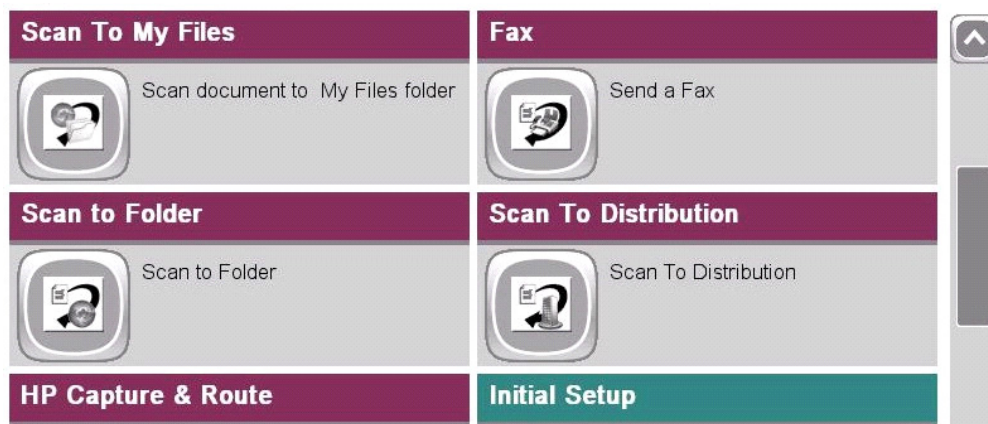 Scan To My Files
Scan document to My Files folder
Fax
Send a Fax
Scan to Folder
Scan to Folder
Scan To Distribution
Scan To Distribution
HP Capture & Route
Initial Setup